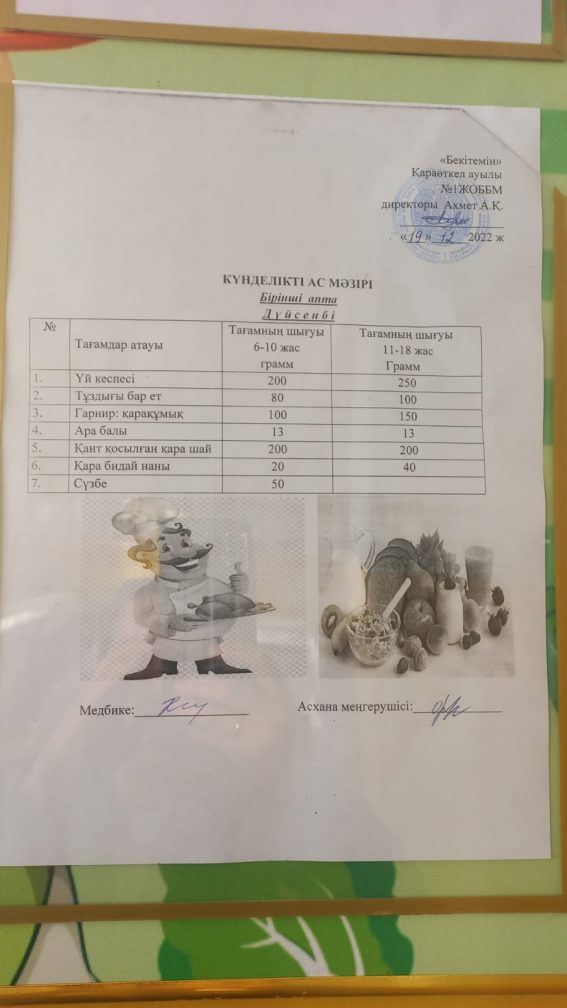 «Бекітемін»
Қараөткел ауылы
№1ЖОББМ
директоры Ахмет А.Қ.
«19» 12 2022 ж
КҮНДЕЛІКТІ АС МӘЗІРІ
Бірінші апта
Дүйсенбі
№ Тағамдар атауы Тағамның шығуы 6-10 жас грамм Тағамның шығуы 11-18 жас Грамм
1. Үй кеспесі 200 250
2. Тұздығы бар ет 80 100
3. Гарнир: қарақұмық 100 150
4. Ара балы 13 13
5. Қант қосылған қара шай 200 200
6. Қара бидай наны 20 40
7. Сүзбе 50
Медбике:
Асхана меңгерушісі: